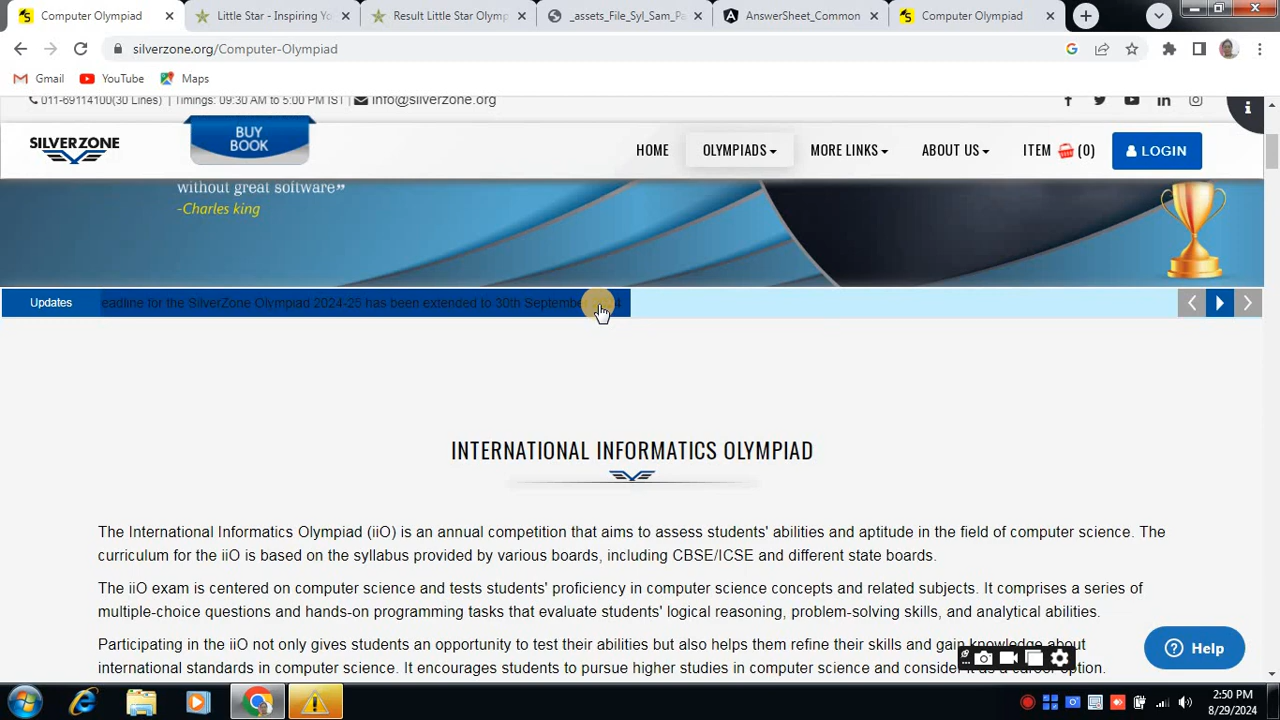 Computer Olympiad
Little Star - Inspiring Yo
Result Little Star Olymp
_assets_File_Syl_Sam_Pa
AnswerSheet_Common
Computer Olympiad
silverzone.org/Computer-Olympiad
Gmail YouTube Maps
011-69114100(30 Lines) | Timings: 09:30 AM to 5:00 PM IST | info@silverzone.org
SILVERZONE
BUY
BOOK
HOME OLYMPIADS MORE LINKS ABOUT US ITEM (0) LOGIN
without great software”
-Charles king
Updates
eadline for the SilverZone Olympiad 2024-25 has been extended to 30th
INTERNATIONAL INFORMATICS OLYMPIAD
The International Informatics Olympiad (iiO) is an annual competition that aims to assess students' abilities and aptitude in the field of computer science. The
curriculum for the iiO is based on the syllabus provided by various boards, including CBSE/ICSE and different state boards.
The iiO exam is centered on computer science and tests students' proficiency in computer science concepts and related subjects. It comprises a series of
multiple-choice questions and hands-on programming tasks that evaluate students' logical reasoning, problem-solving skills, and analytical abilities.
Participating in the iiO not only gives students an opportunity to test their abilities but also helps them refine their skills and gain knowledge about
international standards in computer science. It encourages students to pursue higher studies in computer science and consider it as a career option.
Help
2:50 PM
8/29/2024